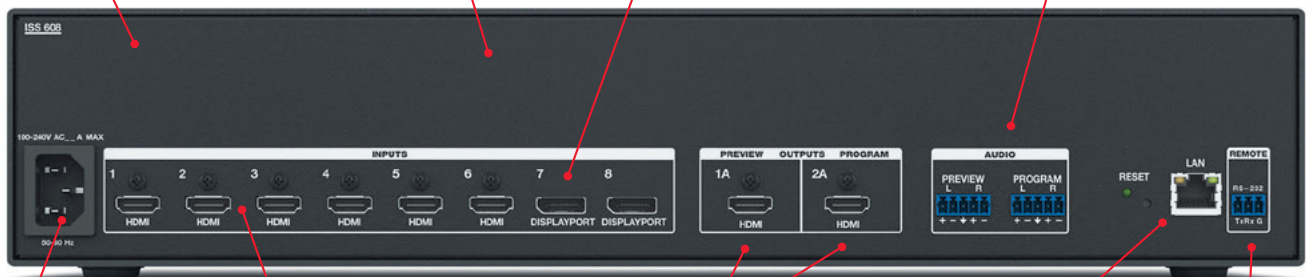 ISS 608
100-240V AC_ _ A MAX
50-60 Hz
INPUTS
1 2 3 4 5 6 7 8
HDMI HDMI HDMI HDMI HDMI HDMI DISPLAYPORT DISPLAYPORT
PREVIEW OUTPUTS PROGRAM
1A 2A
HDMI HDMI
AUDIO
PREVIEW PROGRAM
L R L R
+ - + - + - + -
RESET
LAN
REMOTE
RS-232
Tx Rx G